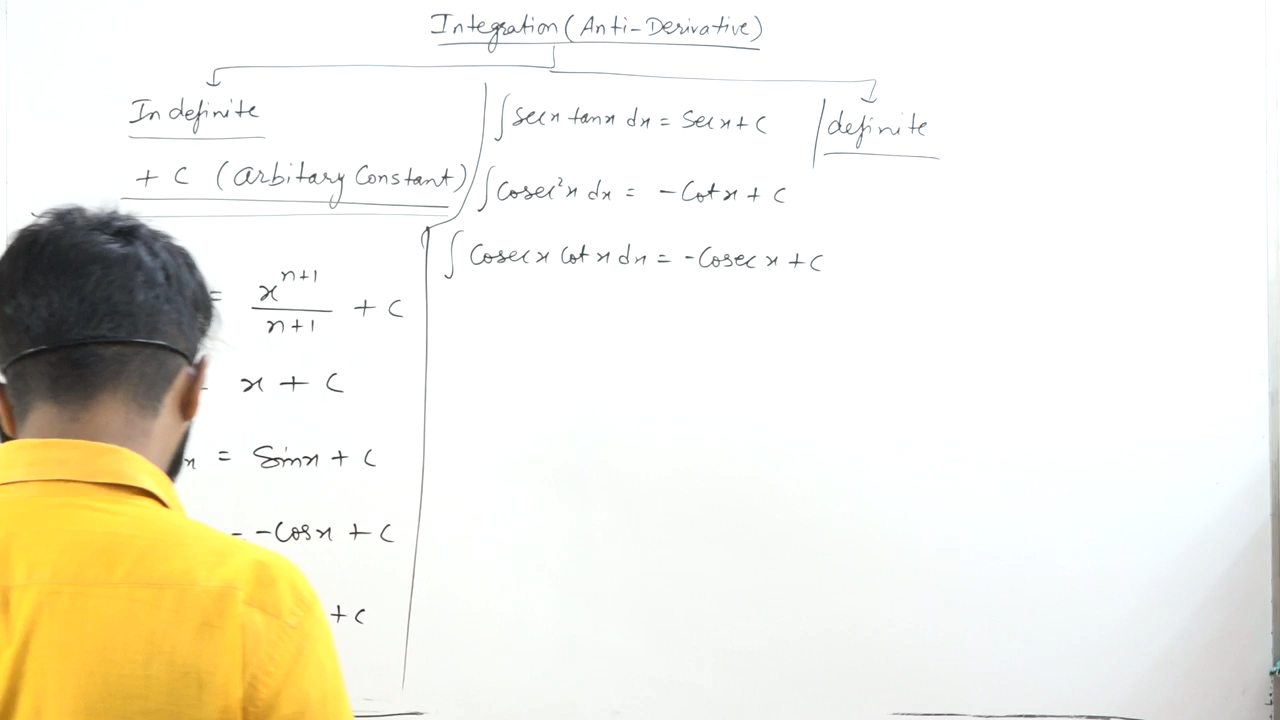 Integration (Anti-Derivative)
Indefinite
+ C (Arbitary Constant)
= x^{n+1}/n+1 + C
x + C
x = Sinx + C
= -Cosx + C
+ C
∫ Secx tanx dx = Secx + C
∫ Cosec²x dx = -Cotx + C
∫ Cosecx Cotx dx = -Cosecx + C
definite